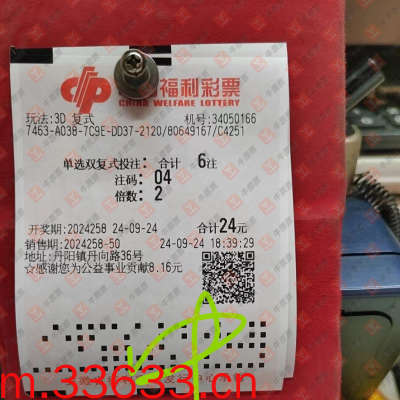 福利彩票
CHINA WELFARE LOTTERY
玩法:3D 复式 机号:34050166
7463-A03B-7C9E-DD37-2120/80649167/C4251
单选双复式投注: 合计 6注
注码: 04
倍数: 2
开奖期:2024258 24-09-24 合计24元
销售期:2024258-50 24-09-24 18:39:29
地址:丹阳镇丹向路36号
☆感谢您为公益事业贡献8.16元
m.33633.cn